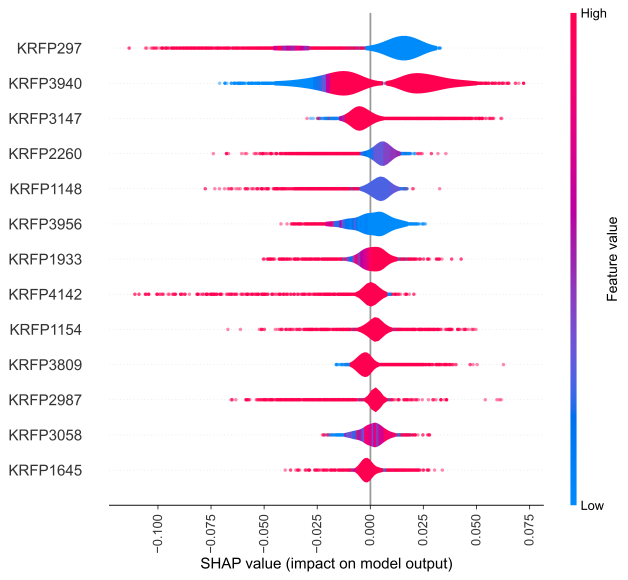 High
KRFP297
KRFP3940
KRFP3147
KRFP2260
KRFP1148
KRFP3956
KRFP1933
KRFP4142
KRFP1154
KRFP3809
KRFP2987
KRFP3058
KRFP1645
Feature value
Low
−0.100
−0.075
−0.050
−0.025
0.000
0.025
0.050
0.075
SHAP value (impact on model output)